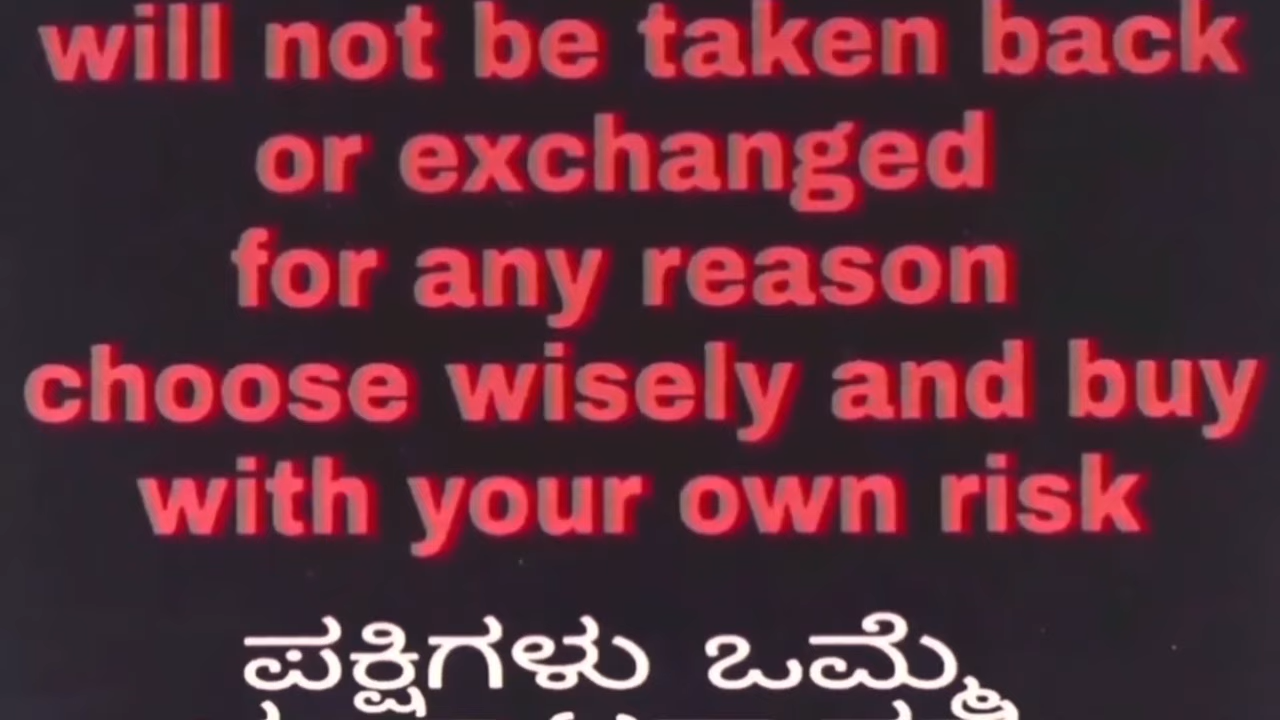 will not be taken back
or exchanged
for any reason
choose wisely and buy
with your own risk
ಪಕ್ಷಿಗಳು ಒಮ್ಮೆ